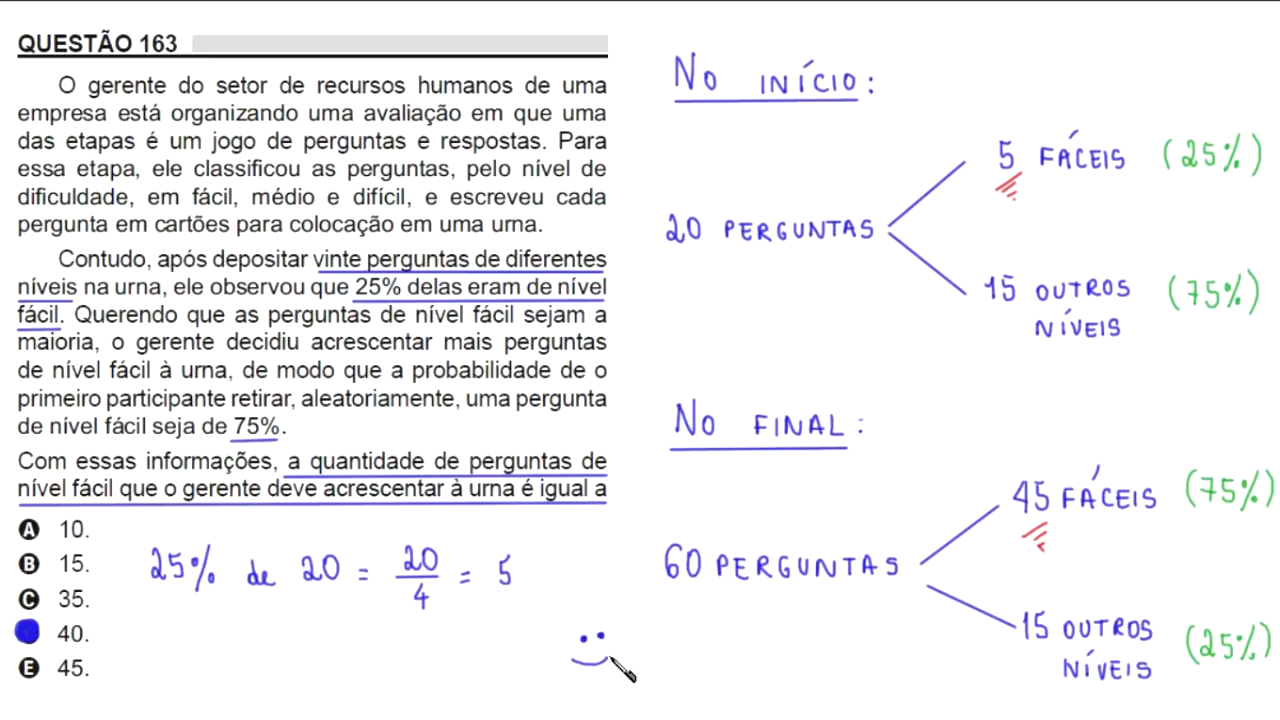 QUESTÃO 163
O gerente do setor de recursos humanos de uma
empresa está organizando uma avaliação em que uma
das etapas é um jogo de perguntas e respostas. Para
essa etapa, ele classificou as perguntas, pelo nível de
dificuldade, em fácil, médio e difícil, e escreveu cada
pergunta em cartões para colocação em uma urna.
Contudo, após depositar vinte perguntas de diferentes
níveis na urna, ele observou que 25% delas eram de nível
fácil. Querendo que as perguntas de nível fácil sejam a
maioria, o gerente decidiu acrescentar mais perguntas
de nível fácil à urna, de modo que a probabilidade de o
primeiro participante retirar, aleatoriamente, uma pergunta
de nível fácil seja de 75%.
Com essas informações, a quantidade de perguntas de
nível fácil que o gerente deve acrescentar à urna é igual a
A 10.
B 15.
C 35.
40.
E 45.
25% de 20 = 20/4 = 5
NO INÍCIO:
5 FÁCEIS (25%)
20 PERGUNTAS
15 OUTROS (75%)
NÍVEIS
NO FINAL:
45 FÁCEIS (75%)
60 PERGUNTAS
15 OUTROS (25%)
NÍVEIS